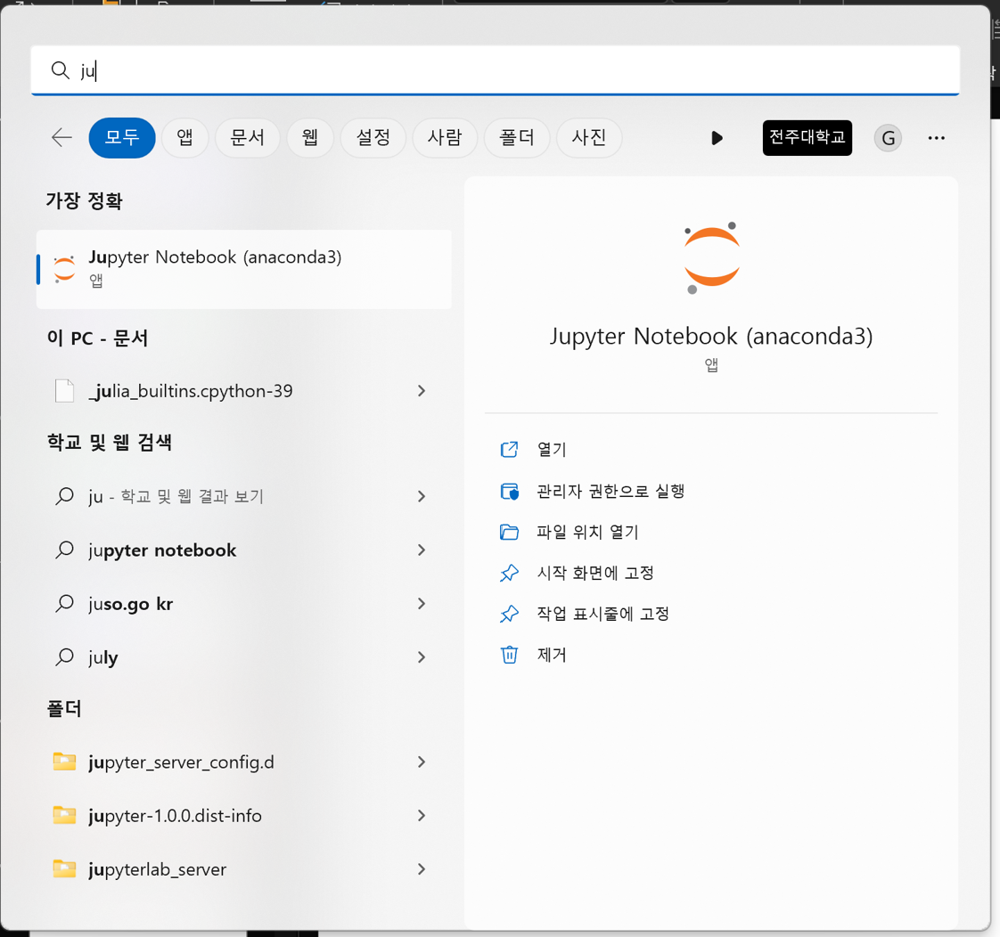 ju
모두 앱 문서 웹 설정 사람 폴더 사진 전주대학교 G
가장 정확
Jupyter Notebook (anaconda3)
앱
이 PC - 문서
_julia_builtins.cpython-39
학교 및 웹 검색
ju - 학교 및 웹 결과 보기
jupyter notebook
juso.go kr
july
폴더
jupyter_server_config.d
jupyter-1.0.0.dist-info
jupyterlab_server
Jupyter Notebook (anaconda3)
앱
열기
관리자 권한으로 실행
파일 위치 열기
시작 화면에 고정
작업 표시줄에 고정
제거